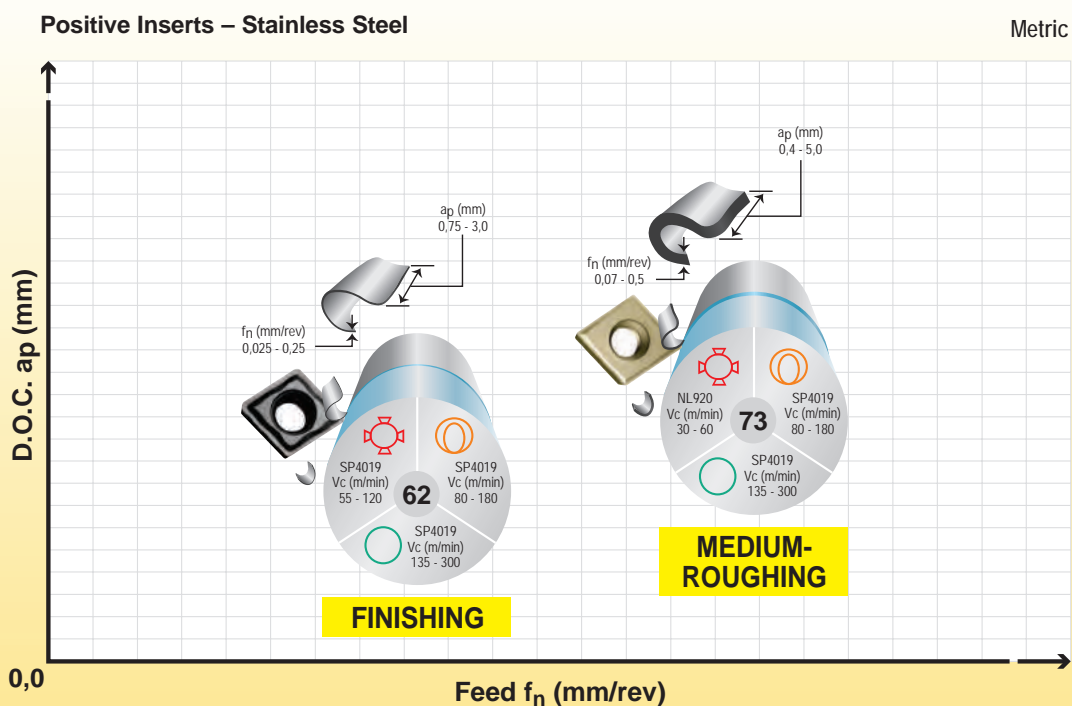 Positive Inserts – Stainless Steel
Metric
D.O.C. ap (mm)
ap (mm)
0,75 - 3,0
fn (mm/rev)
0,025 - 0,25
SP4019
Vc (m/min)
55 - 120
SP4019
Vc (m/min)
80 - 180
62
SP4019
Vc (m/min)
135 - 300
FINISHING
ap (mm)
0,4 - 5,0
fn (mm/rev)
0,07 - 0,5
NL920
Vc (m/min)
30 - 60
SP4019
Vc (m/min)
80 - 180
73
SP4019
Vc (m/min)
135 - 300
MEDIUM-
ROUGHING
0,0
Feed fn (mm/rev)